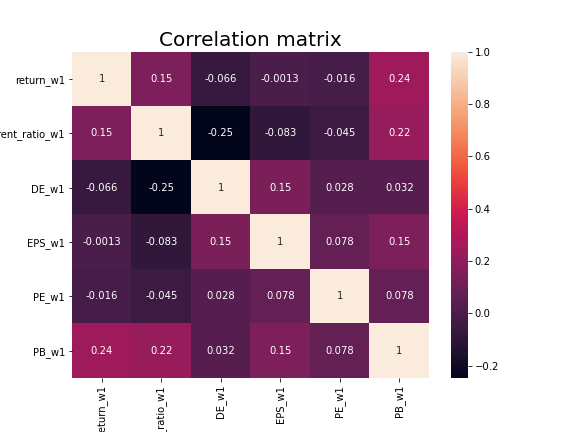 Correlation matrix
return_w1 1 0.15 -0.066 -0.0013 -0.016 0.24
rent_ratio_w1 0.15 1 -0.25 -0.083 -0.045 0.22
DE_w1 -0.066 -0.25 1 0.15 0.028 0.032
EPS_w1 -0.0013 -0.083 0.15 1 0.078 0.15
PE_w1 -0.016 -0.045 0.028 0.078 1 0.078
PB_w1 0.24 0.22 0.032 0.15 0.078 1
eturn_w1 _ratio_w1 DE_w1 EPS_w1 PE_w1 PB_w1
1.0
0.8
0.6
0.4
0.2
0.0
−0.2